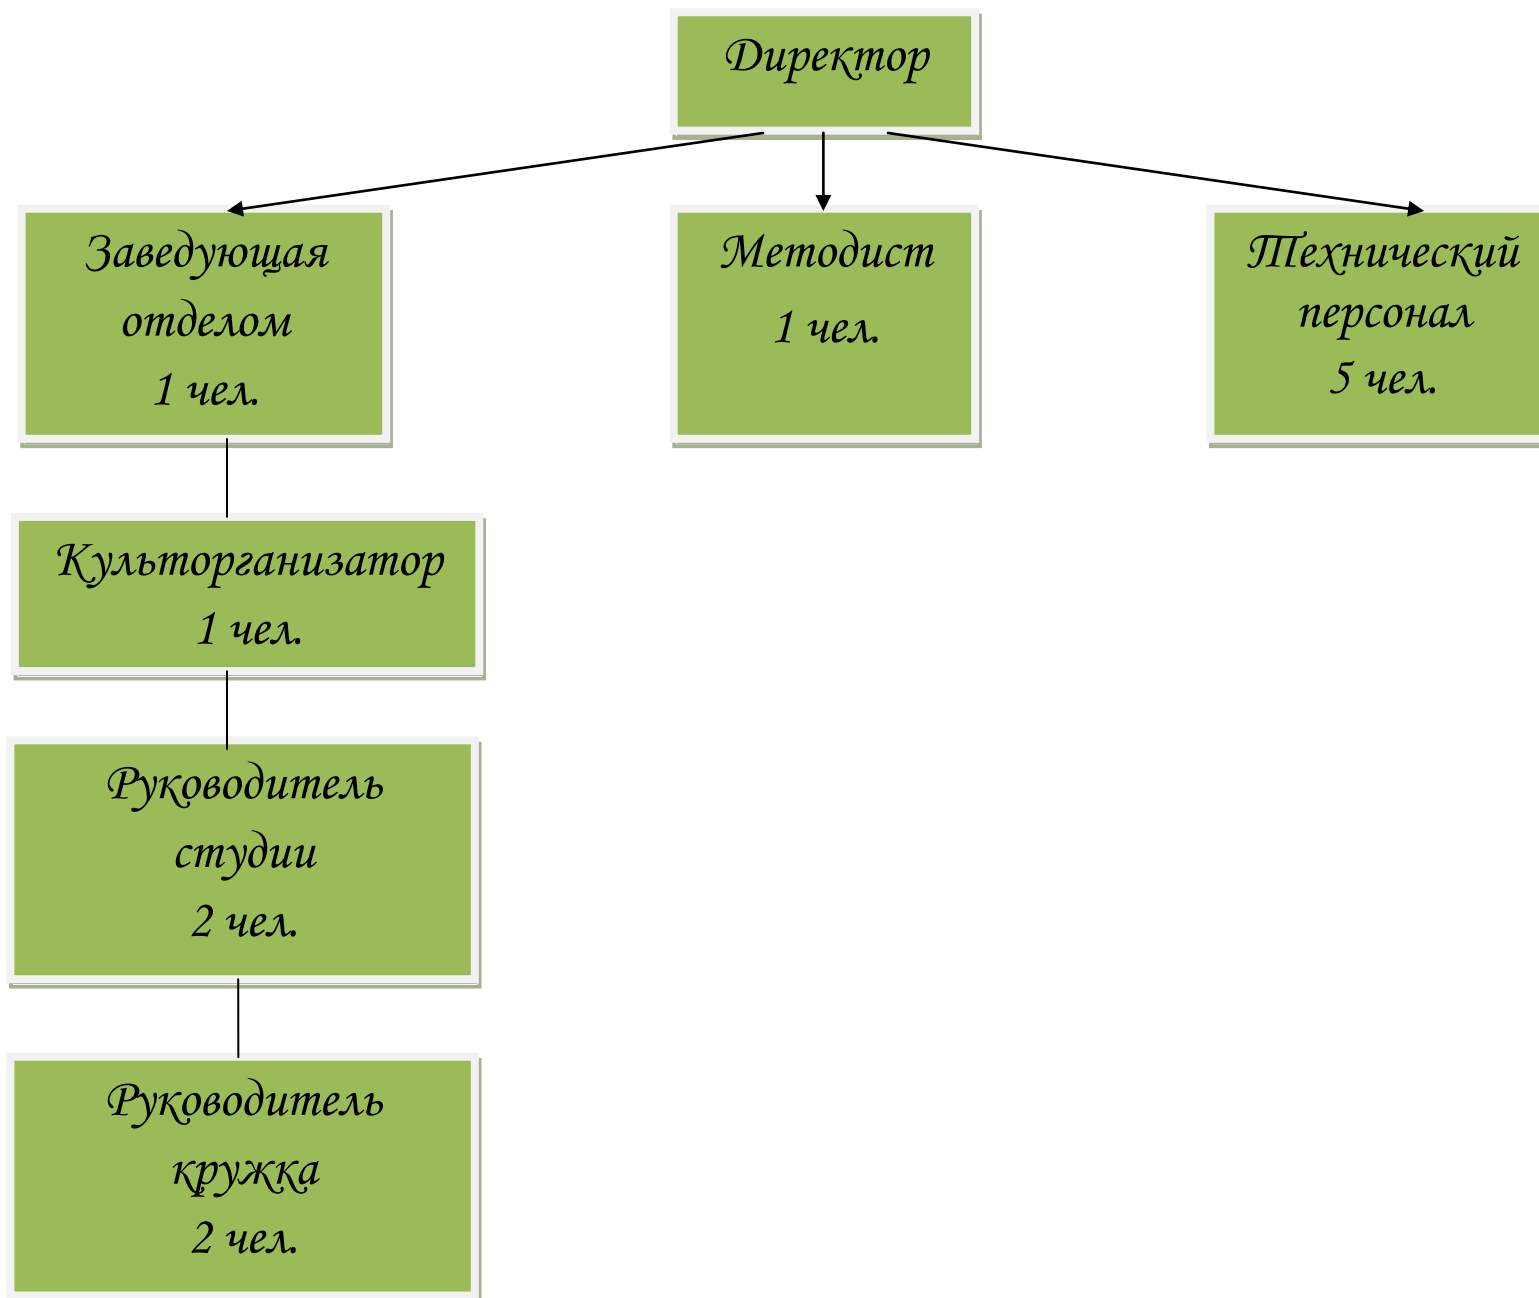 Директор
Заведующая
отделом
1 чел.
Методист
1 чел.
Технический
персонал
5 чел.
Культорганизатор
1 чел.
Руководитель
студии
2 чел.
Руководитель
кружка
2 чел.